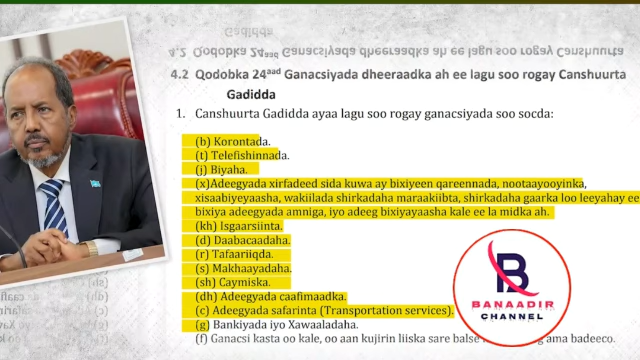 4.2 Qodobka 24ᵃᵃᵈ Ganacsiyada dheeraadka ah ee lagu soo rogay Canshuurta
Gadidda
1. Canshuurta Gadidda ayaa lagu soo rogay ganacsiyada soo socda:
(b) Korontada.
(t) Telefishinnada.
(j) Biyaha.
(x)Adeegyada xirfadeed sida kuwa ay bixiyeen qareennada, nootaayooyinka,
xisaabiyeyaasha, wakiilada shirkadaha maraakiibta, shirkadaha gaarka loo leeyahay ee
bixiya adeegyada amniga, iyo adeeg bixiyayaasha kale ee la midka ah.
(kh) Isgaarsiinta.
(d) Daabacaadaha.
(r) Tafaariiqda.
(s) Makhaayadaha.
(sh) Caymiska.
(dh) Adeegyada caafimaadka.
(c) Adeegyada safarinta (Transportation services).
(g) Bankiyada iyo Xawaaladaha.
(f) Ganacsi kasta oo kale, oo aan kujirin liiska sare balse ama badeeco.
B
BANAADIR
CHANNEL